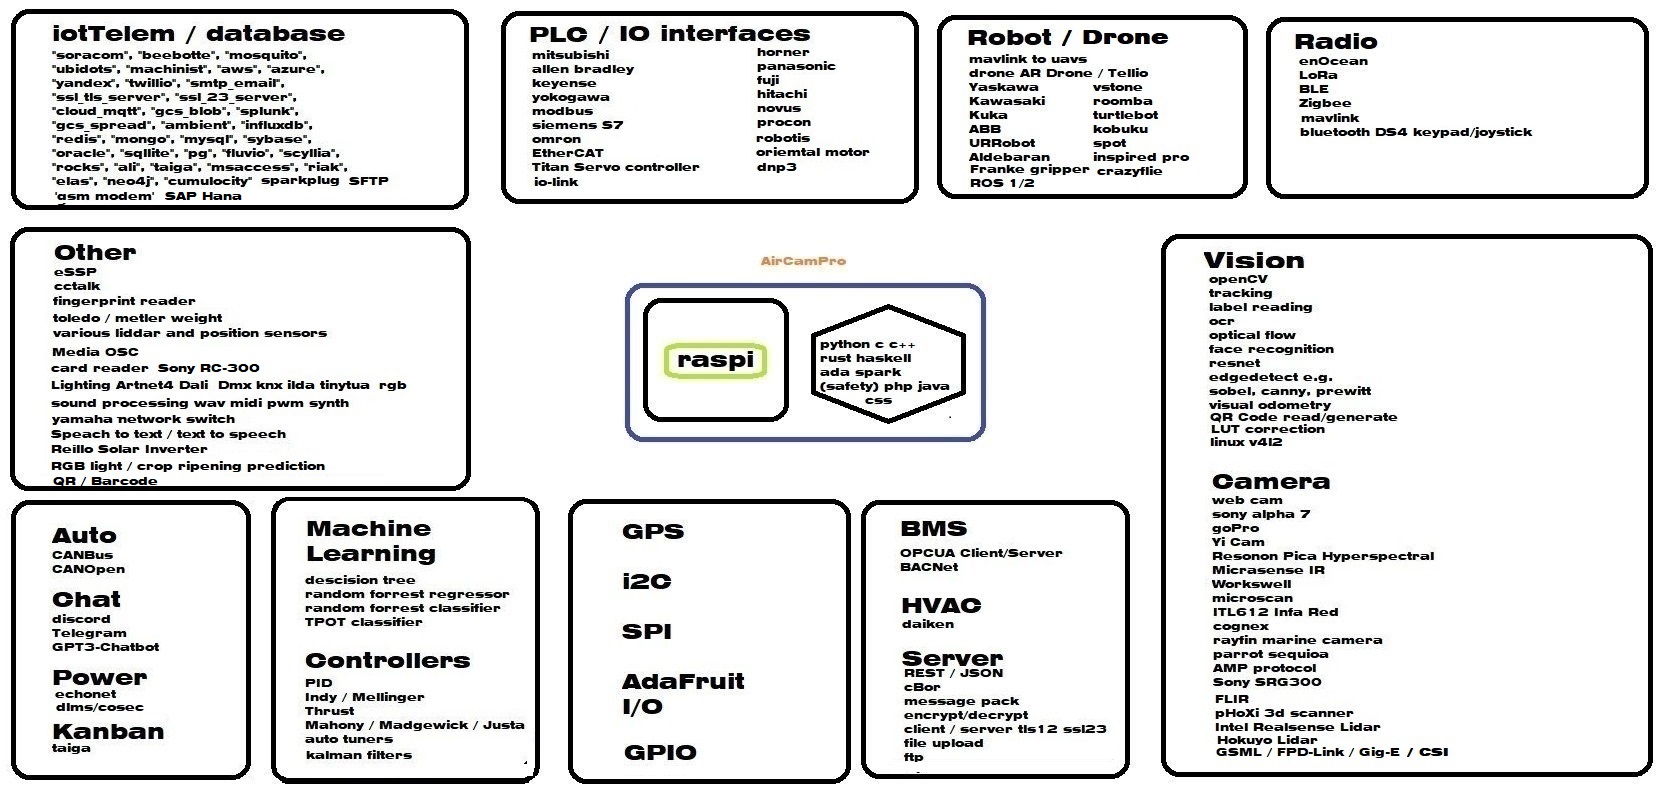 iotTelem / database
"soracom", "beebotte", "mosquito",
"ubidots", "machinist", "aws", "azure",
"yandex", "twillio", "smtp_email",
"ssl_tls_server", "ssl_23_server",
"cloud_mqtt", "gcs_blob", "splunk",
"gcs_spread", "ambient", "influxdb",
"redis", "mongo", "mysql", "sybase",
"oracle", "sqllite", "pg", "fluvio", "scyllia",
"rocks", "ali", "taiga", "msaccess", "riak",
"elas", "neo4j", "cumulocity" sparkplug SFTP
'gsm modem' SAP Hana
PLC / IO interfaces
mitsubishi
allen bradley
keyense
yokogawa
modbus
siemens S7
omron
EtherCAT
Titan Servo controller
io-link
horner
panasonic
fuji
hitachi
novus
procon
robotis
oriemtal motor
dnp3
Robot / Drone
mavlink to uavs
drone AR Drone / Tellio
Yaskawa
Kawasaki
Kuka
ABB
URRobot
Aldebaran
Franke gripper
ROS 1/2
vstone
roomba
turtlebot
kobuku
spot
inspired pro
crazyflie
Radio
enOcean
LoRa
BLE
Zigbee
mavlink
bluetooth DS4 keypad/joystick
Other
eSSP
cctalk
fingerprint reader
toledo / metler weight
various liddar and position sensors
Media OSC
card reader Sony RC-300
Lighting Artnet4 Dali Dmx knx ilda tinytua rgb
sound processing wav midi pwm synth
yamaha network switch
Speach to text / text to speech
Reillo Solar Inverter
RGB light / crop ripening prediction
QR / Barcode
AirCamPro
raspi
python c c++
rust haskell
ada spark
(safety) php java
css
Vision
openCV
tracking
label reading
ocr
optical flow
face recognition
resnet
edgedetect e.g.
sobel, canny, prewitt
visual odometry
QR Code read/generate
LUT correction
linux v4l2
Camera
web cam
sony alpha 7
goPro
Yi Cam
Resonon Pica Hyperspectral
Micrasense IR
Workswell
microscan
ITL612 Infa Red
cognex
rayfin marine camera
parrot sequioa
AMP protocol
Sony SRG300
FLIR
pHoXi 3d scanner
Intel Realsense Lidar
Hokuyo Lidar
GSML / FPD-Link / Gig-E / CSI
Auto
CANBus
CANOpen
Chat
discord
Telegram
GPT3-Chatbot
Power
echonet
dlms/cosec
Kanban
taiga
Machine
Learning
descision tree
random forrest regressor
random forrest classifier
TPOT classifier
Controllers
PID
Indy / Mellinger
Thrust
Mahony / Madgewick / Justa
auto tuners
kalman filters
GPS
i2C
SPI
AdaFruit
I/O
GPIO
BMS
OPCUA Client/Server
BACNet
HVAC
daiken
Server
REST / JSON
cBor
message pack
encrypt/decrypt
client / server tls12 ssl23
file upload
ftp